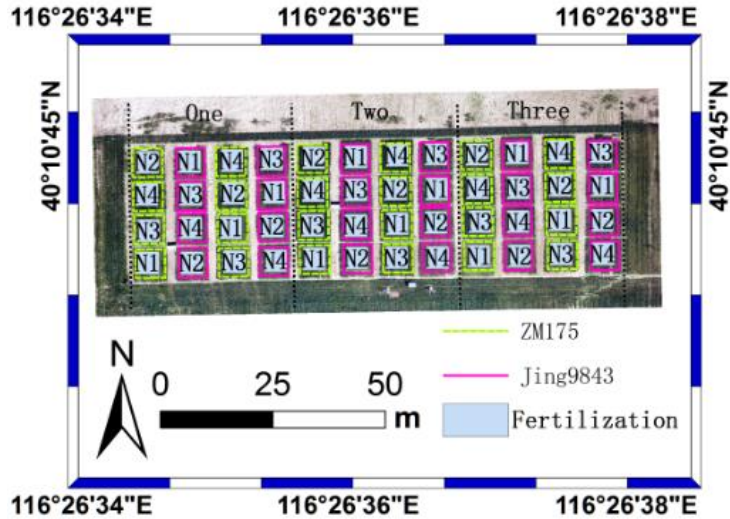 116°26'34"E 116°26'36"E 116°26'38"E
40°10'45"N 40°10'45"N
One Two Three
N2 N1 N4 N3 N2 N1 N4 N3 N2 N1 N4 N3
N4 N3 N2 N1 N4 N3 N2 N1 N4 N3 N2 N1
N3 N4 N1 N2 N3 N4 N1 N2 N3 N4 N1 N2
N1 N2 N3 N4 N1 N2 N3 N4 N1 N2 N3 N4
ZM175
N
0 25 50
Jing9843
m
Fertilization
116°26'34"E 116°26'36"E 116°26'38"E